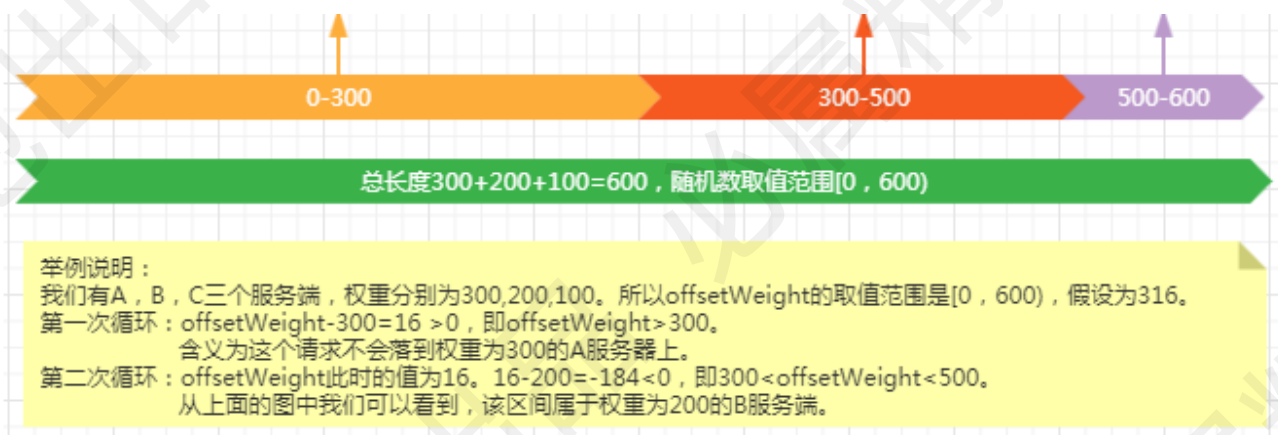 0-300 300-500 500-600
总长度300+200+100=600，随机数取值范围[0，600)
举例说明：
我们有A，B，C三个服务端，权重分别为300,200,100。所以offsetWeight的取值范围是[0，600)，假设为316。
第一次循环：offsetWeight-300=16 >0，即offsetWeight>300。
含义为这个请求不会落到权重为300的A服务器上。
第二次循环：offsetWeight此时的值为16。16-200=-184<0，即300<offsetWeight<500。
从上面的图中我们可以看到，该区间属于权重为200的B服务端。